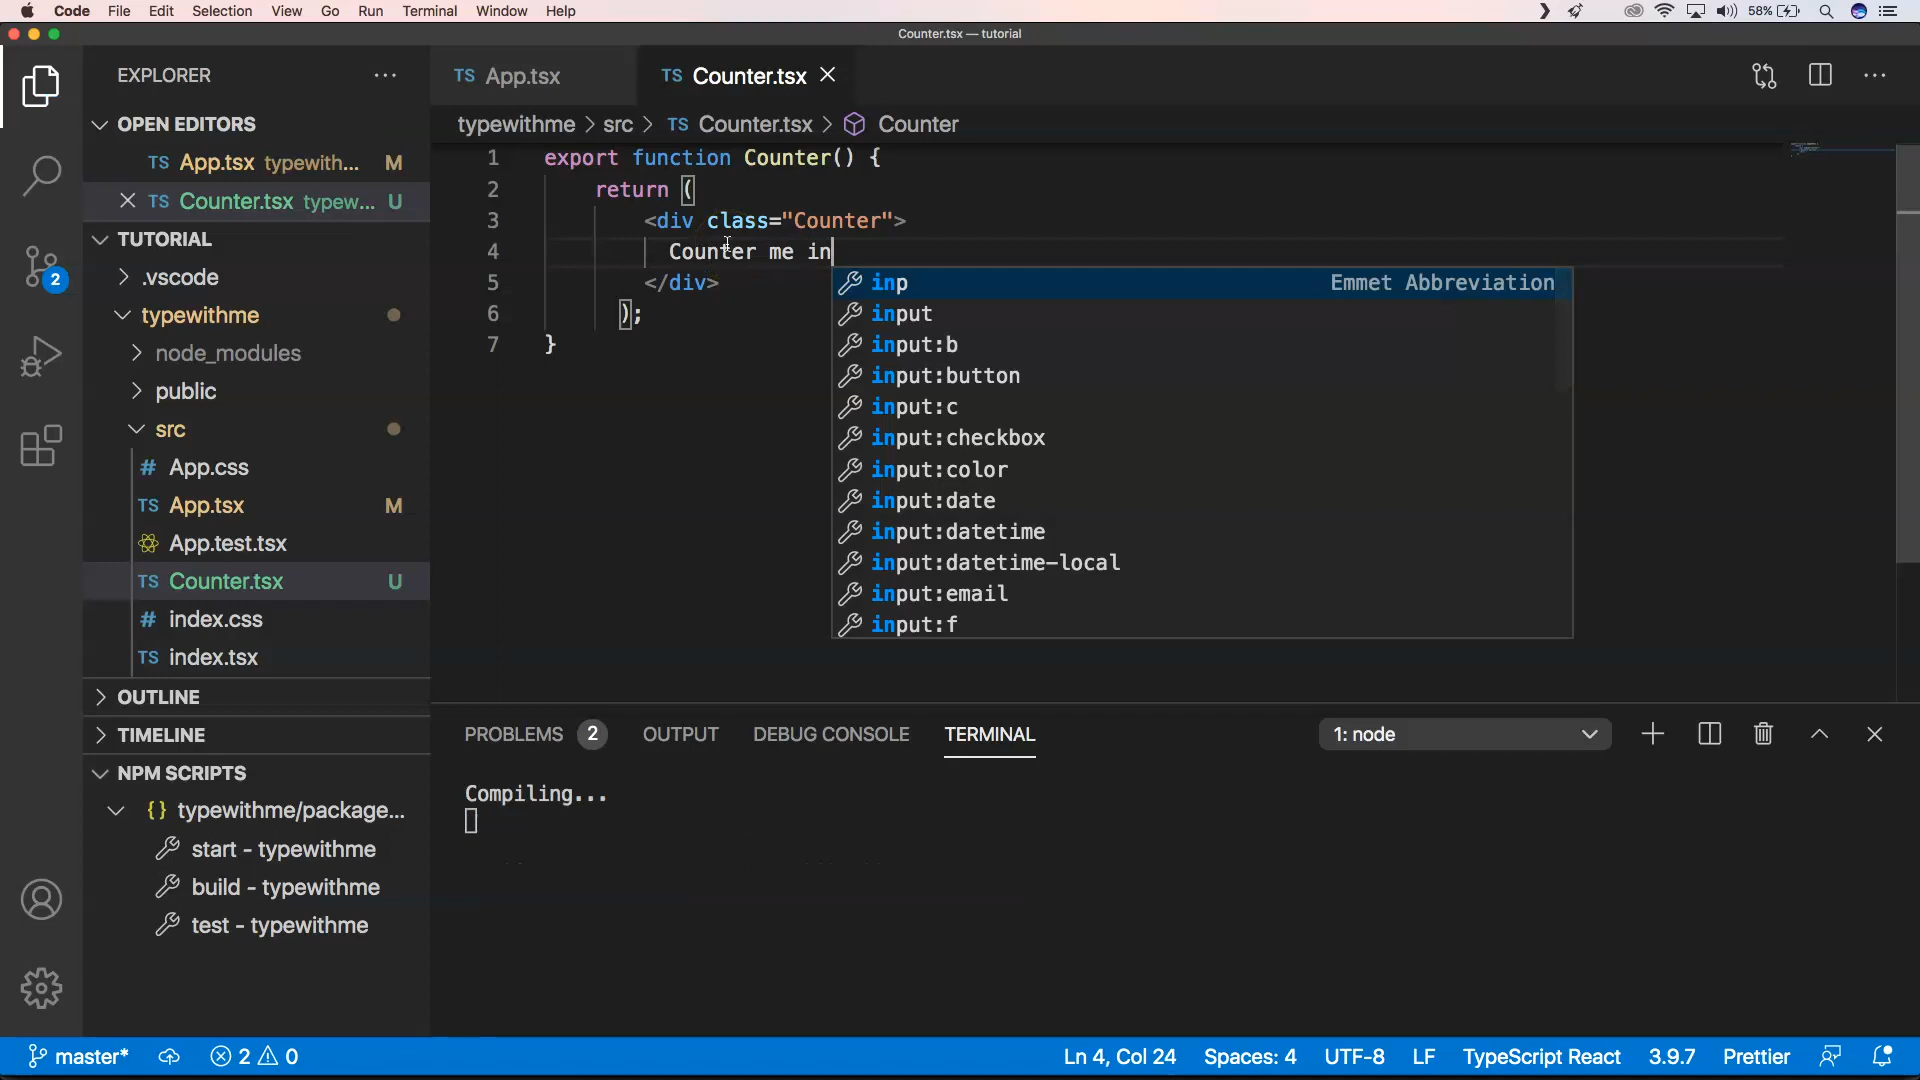 Code File Edit Selection View Go Run Terminal Window Help 58%
Counter.tsx — tutorial
EXPLORER
TS App.tsx
TS Counter.tsx
OPEN EDITORS
typewithme > src > TS Counter.tsx > Counter
TS App.tsx typewith... M
TS Counter.tsx typew... U
TUTORIAL
.vscode
typewithme
node_modules
public
src
# App.css
TS App.tsx M
App.test.tsx
TS Counter.tsx U
# index.css
TS index.tsx
OUTLINE
TIMELINE
NPM SCRIPTS
{} typewithme/package...
start - typewithme
build - typewithme
test - typewithme
2
1 export function Counter() {
2 return (
3 <div class="Counter">
4 Counter me in
5 </div>
6 );
7 }
inp Emmet Abbreviation
input
input:b
input:button
input:c
input:checkbox
input:color
input:date
input:datetime
input:datetime-local
input:email
input:f
PROBLEMS 2 OUTPUT DEBUG CONSOLE TERMINAL 1: node
Compiling...
master* 2 0 Ln 4, Col 24 Spaces: 4 UTF-8 LF TypeScript React 3.9.7 Prettier